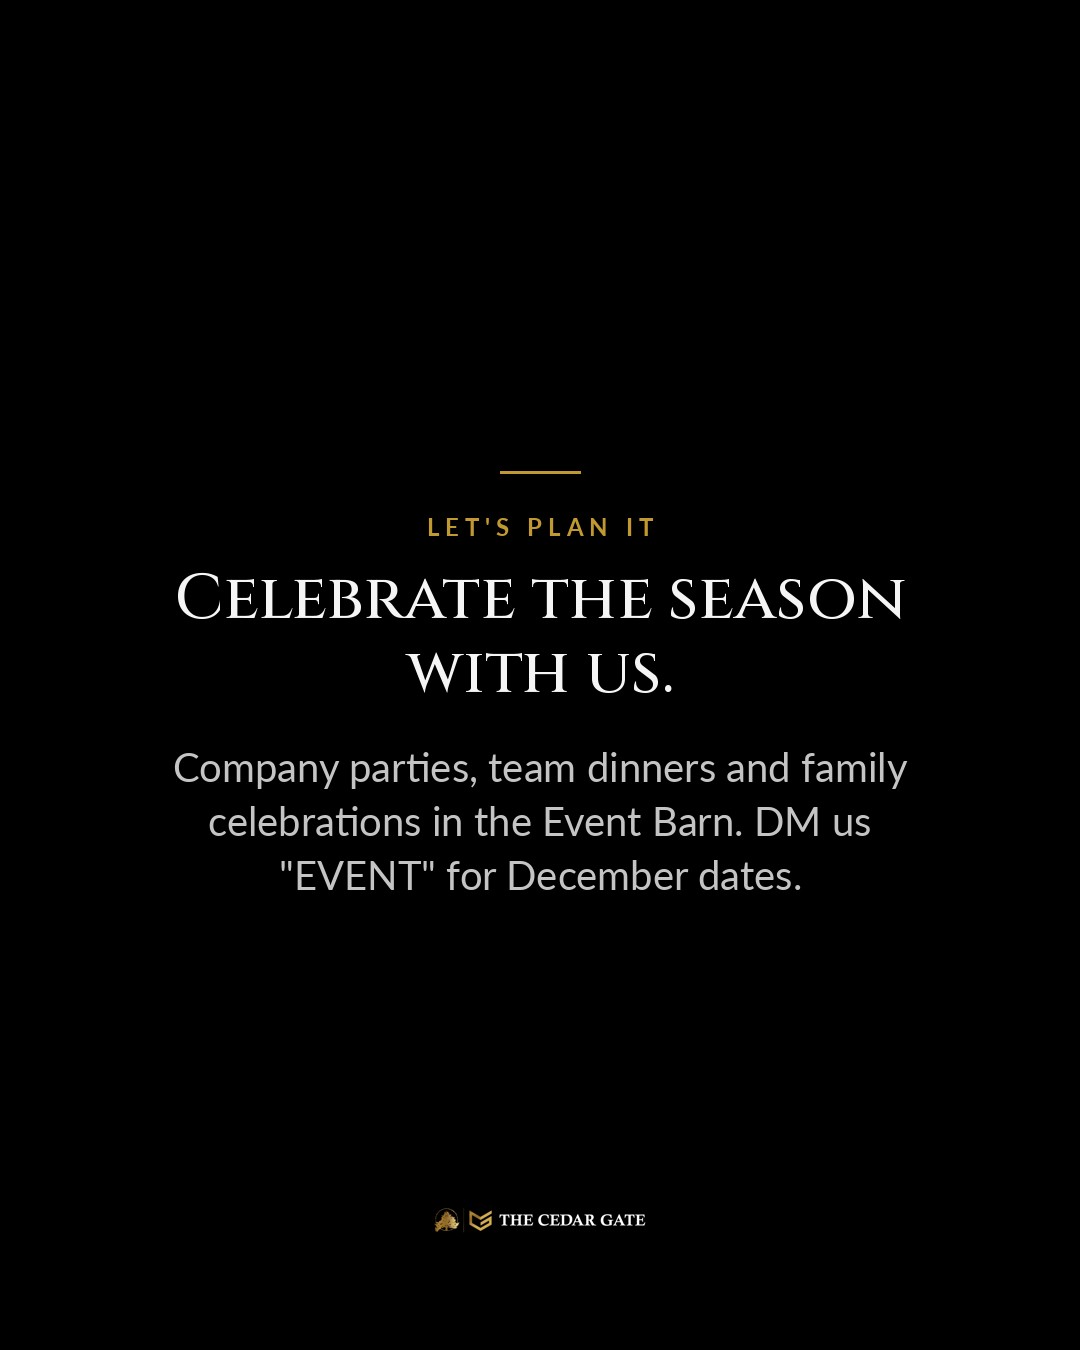 LET'S PLAN IT
Celebrate the season
with us.
Company parties, team dinners and family
celebrations in the Event Barn. DM us
"EVENT" for December dates.
THE CEDAR GATE